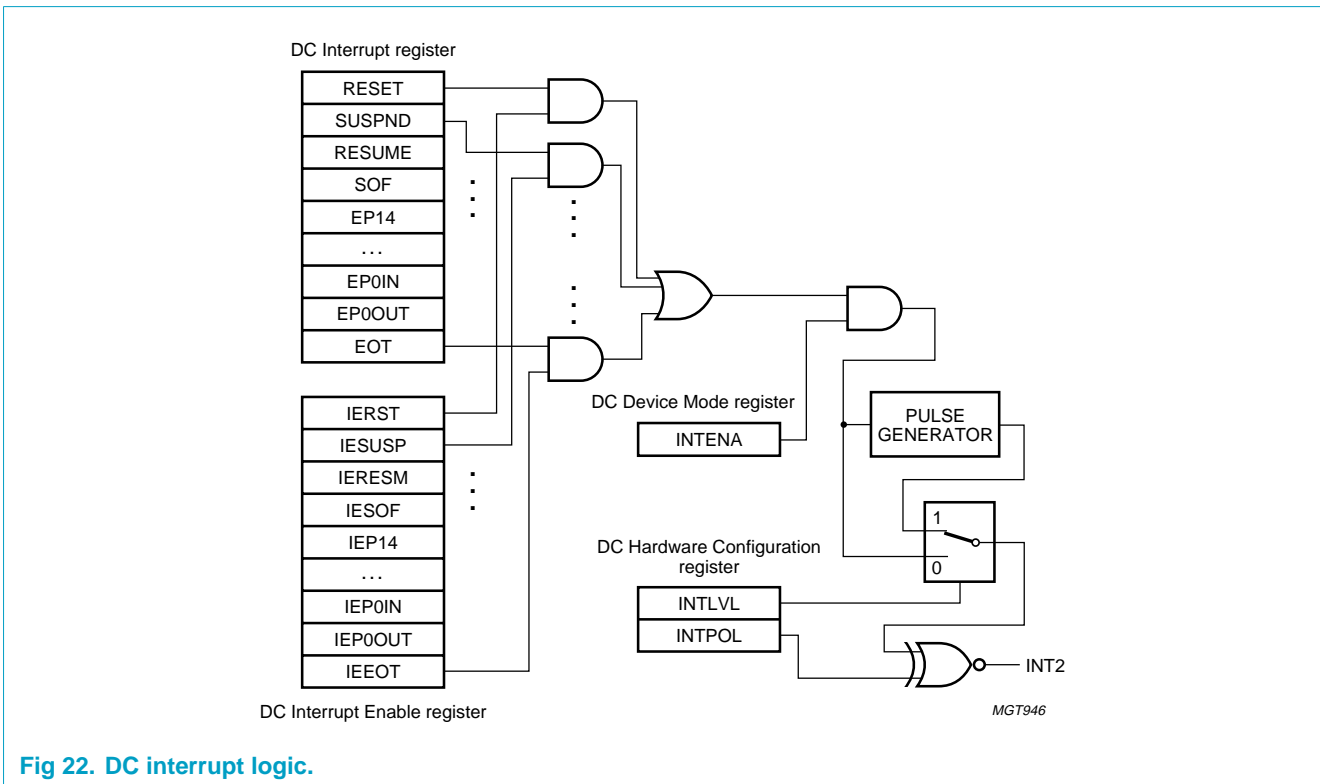 DC Interrupt register
RESET
SUSPND
RESUME
SOF
EP14
...
EP0IN
EP0OUT
EOT
IERST
IESUSP
IERESM
IESOF
IEP14
...
IEP0IN
IEP0OUT
IEEOT
DC Interrupt Enable register
DC Device Mode register
INTENA
PULSE
GENERATOR
1
0
DC Hardware Configuration
register
INTLVL
INTPOL
INT2
MGT946
Fig 22. DC interrupt logic.